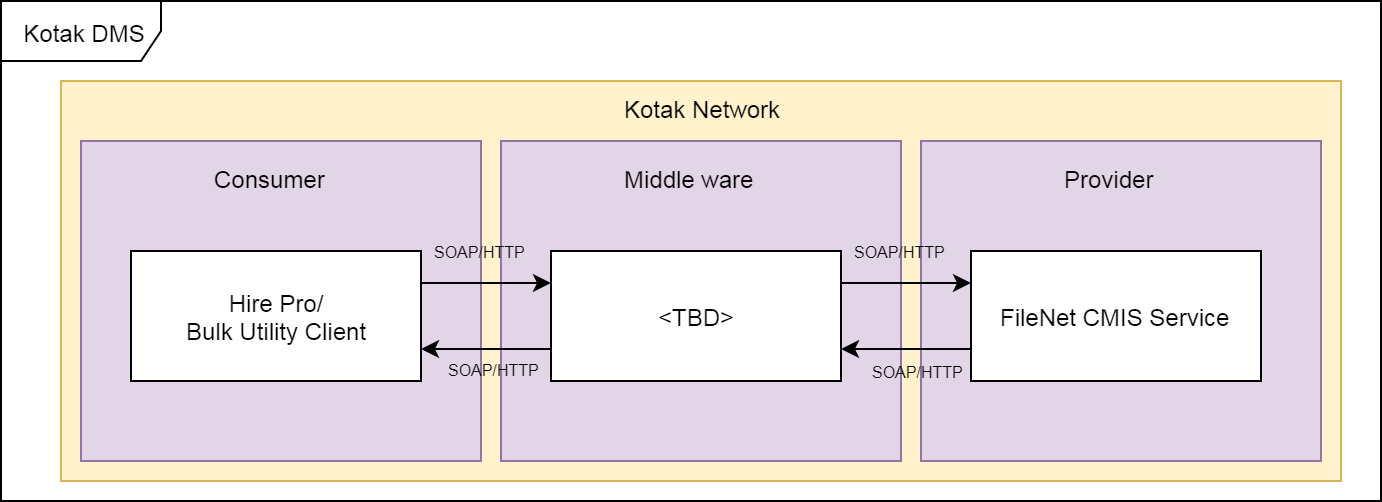 Kotak DMS
Kotak Network
Consumer
Middle ware
Provider
SOAP/HTTP
SOAP/HTTP
Hire Pro/
Bulk Utility Client
<TBD>
FileNet CMIS Service
SOAP/HTTP
SOAP/HTTP